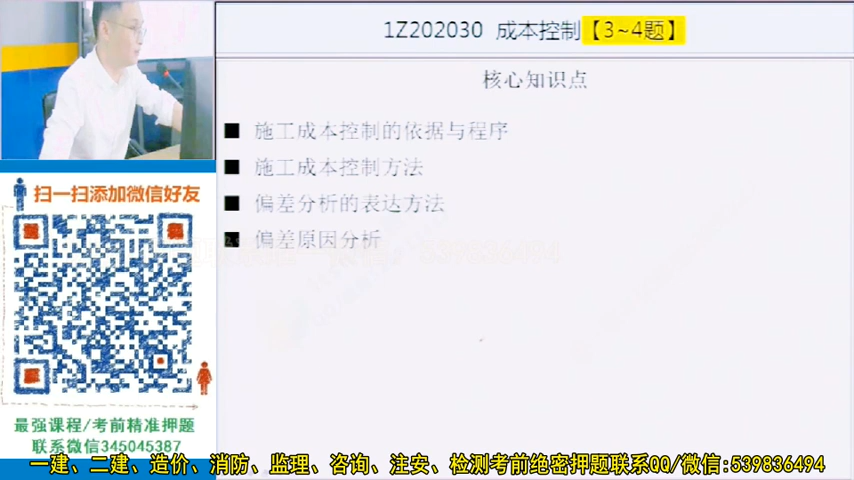 1Z202030 成本控制【3~4题】
核心知识点
■ 施工成本控制的依据与程序
■ 施工成本控制方法
■ 偏差分析的表达方法
■ 偏差原因分析
扫一扫添加微信好友
最强课程/考前精准押题
联系微信345045387
一建、二建、造价、消防、监理、咨询、注安、检测考前绝密押题联系QQ/微信:539836494